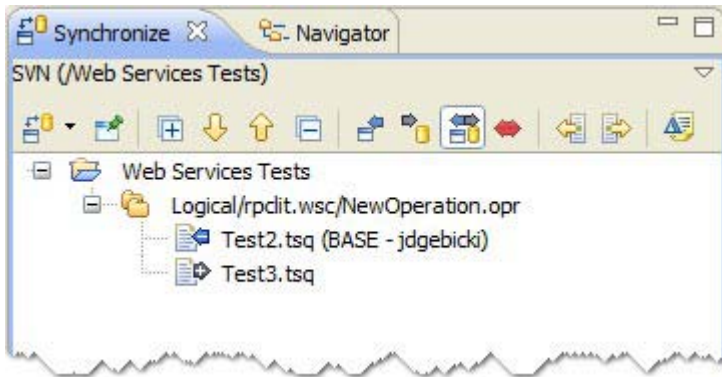 Synchronize Navigator
SVN (/Web Services Tests)
Web Services Tests
Logical/rpclit.wsc/NewOperation.opr
Test2.tsq (BASE - jdgebicki)
Test3.tsq